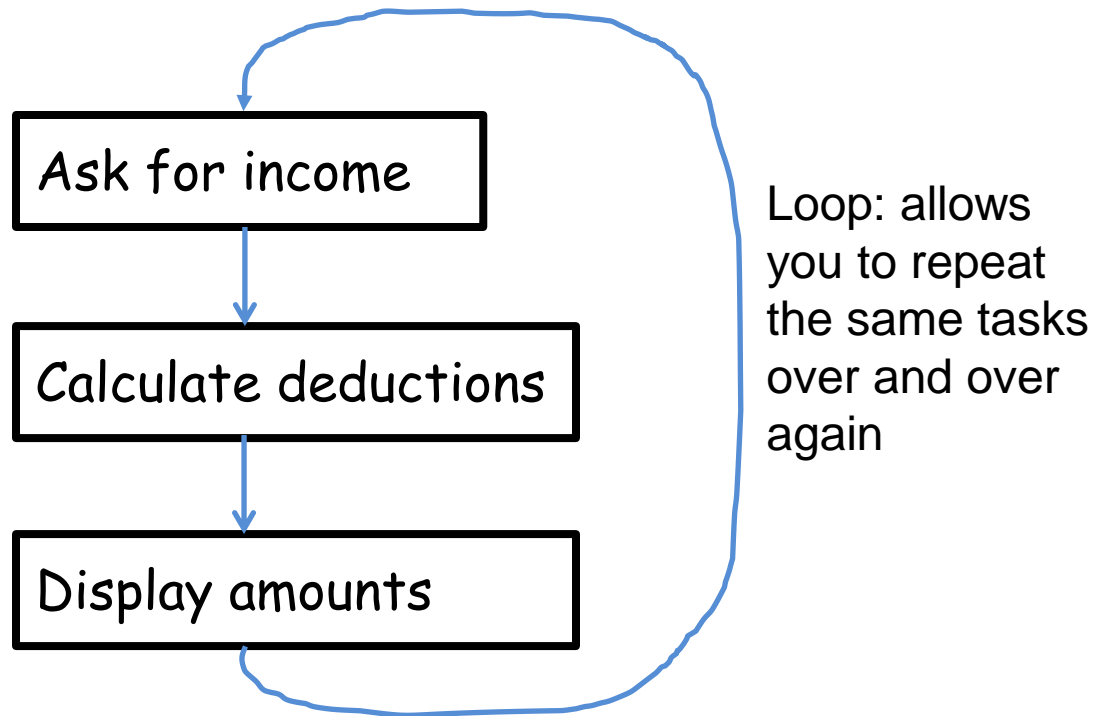 Ask for income
Calculate deductions
Display amounts
Loop: allows
you to repeat
the same tasks
over and over
again